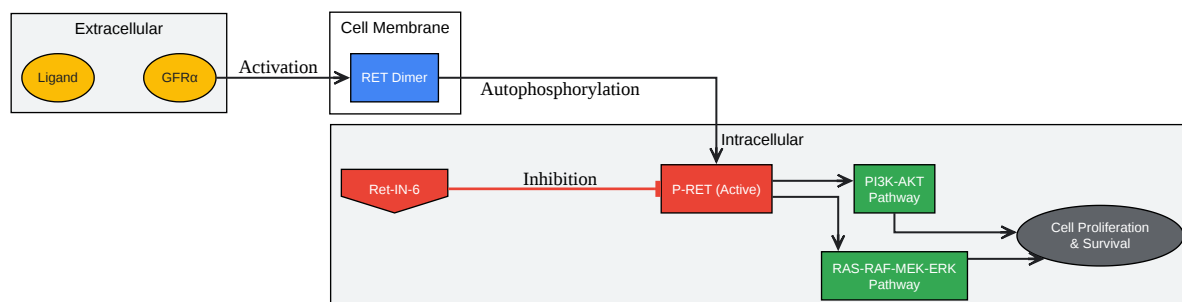 Extracellular
Cell Membrane
Ligand
GFRα
Activation
RET Dimer
Autophosphorylation
Intracellular
Ret-IN-6
Inhibition
P-RET (Active)
PI3K-AKT
Pathway
Cell Proliferation
& Survival
RAS-RAF-MEK-ERK
Pathway